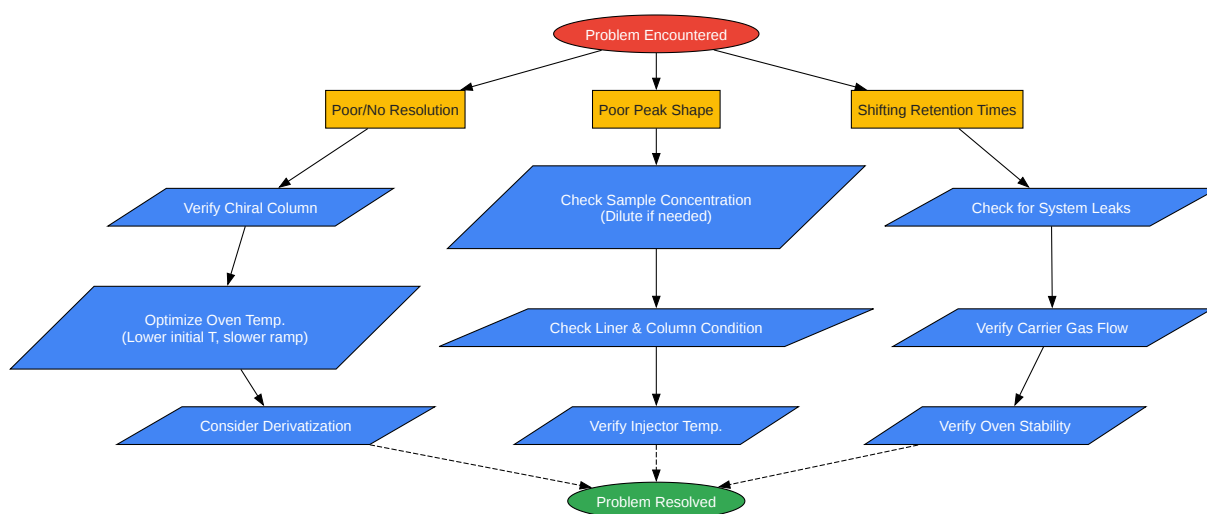 Problem Encountered
Poor/No Resolution
Poor Peak Shape
Shifting Retention Times
Verify Chiral Column
Check Sample Concentration
(Dilute if needed)
Check for System Leaks
Optimize Oven Temp.
(Lower initial T, slower ramp)
Check Liner & Column Condition
Verify Carrier Gas Flow
Consider Derivatization
Verify Injector Temp.
Verify Oven Stability
Problem Resolved